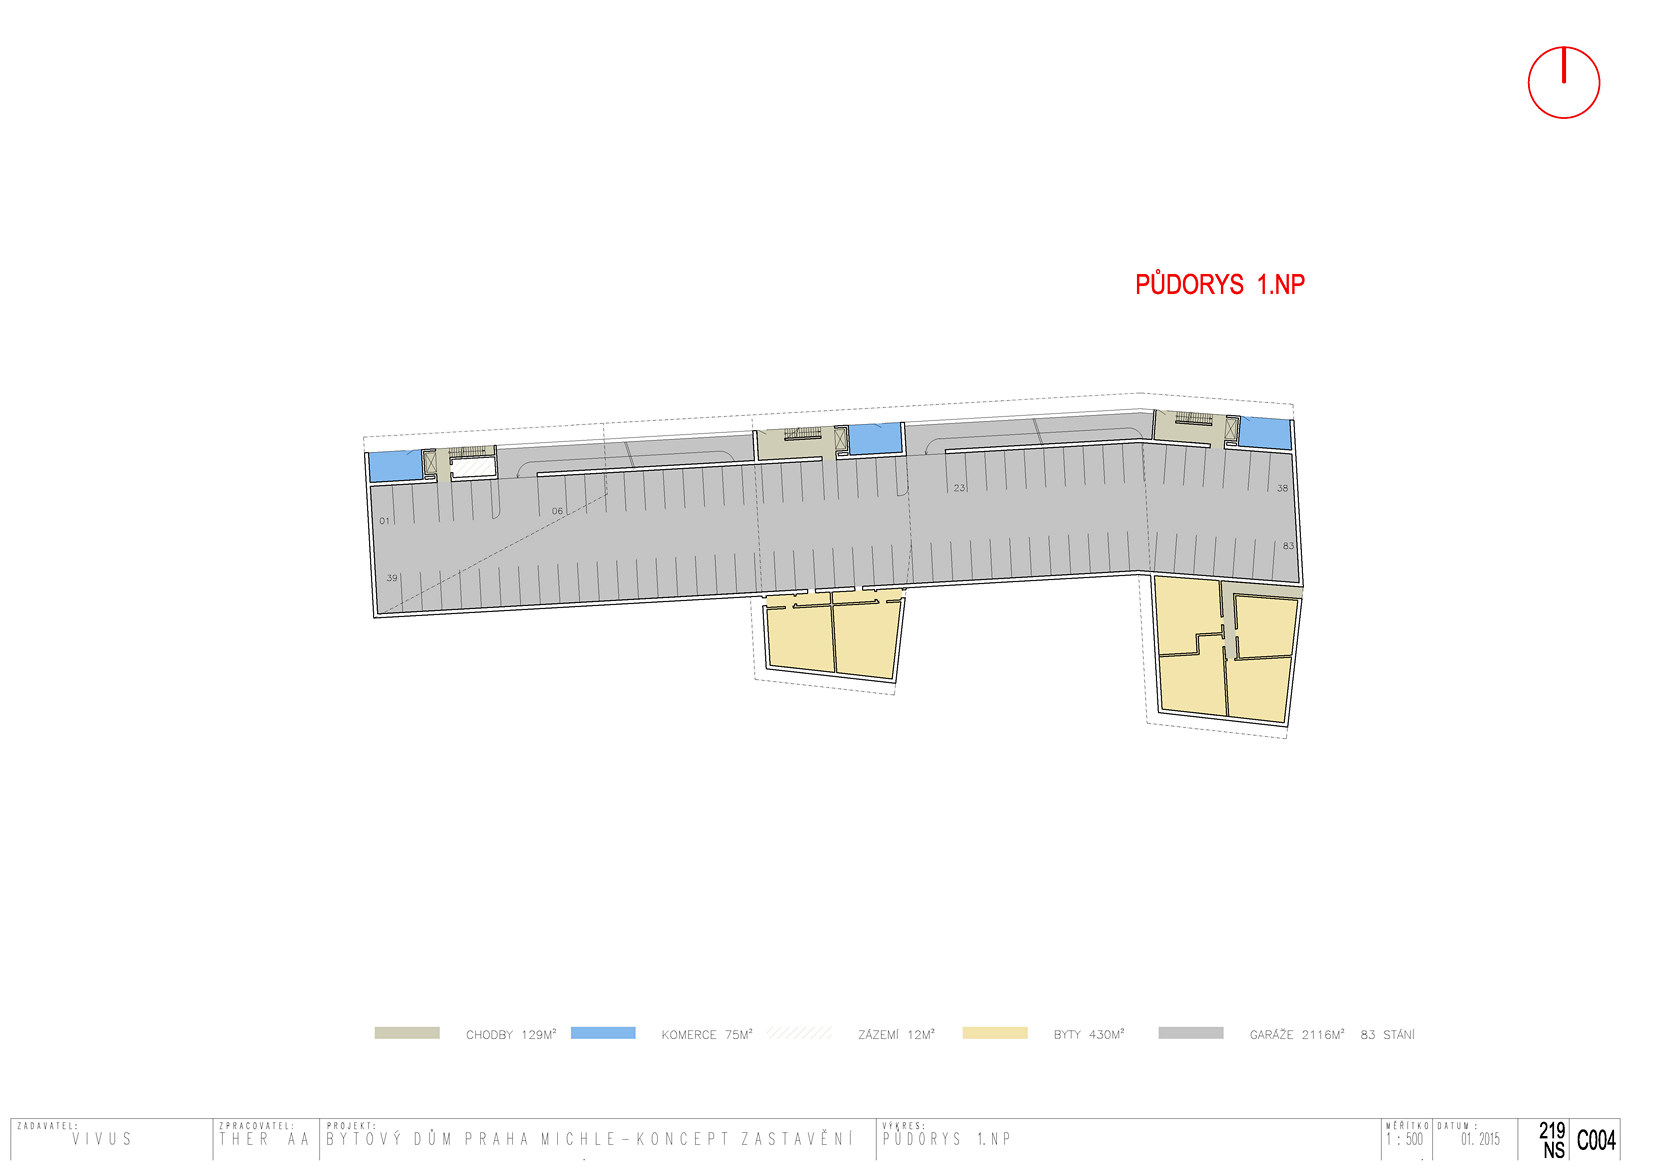 PŮDORYS 1.NP
01
06
23
38
39
83
CHODBY 129M² KOMERCE 75M² ZÁZEMÍ 12M² BYTY 430M² GARÁŽE 2116M² 83 STÁNÍ
ZADAVATEL:
VIVUS
ZPRACOVATEL:
THER AA
PROJEKT:
BYTOVÝ DŮM PRAHA MICHLE-KONCEPT ZASTAVĚNÍ
VÝKRES:
PŮDORYS 1.NP
MĚŘÍTKO
1 : 500
DATUM :
01. 2015
219
NS
C004